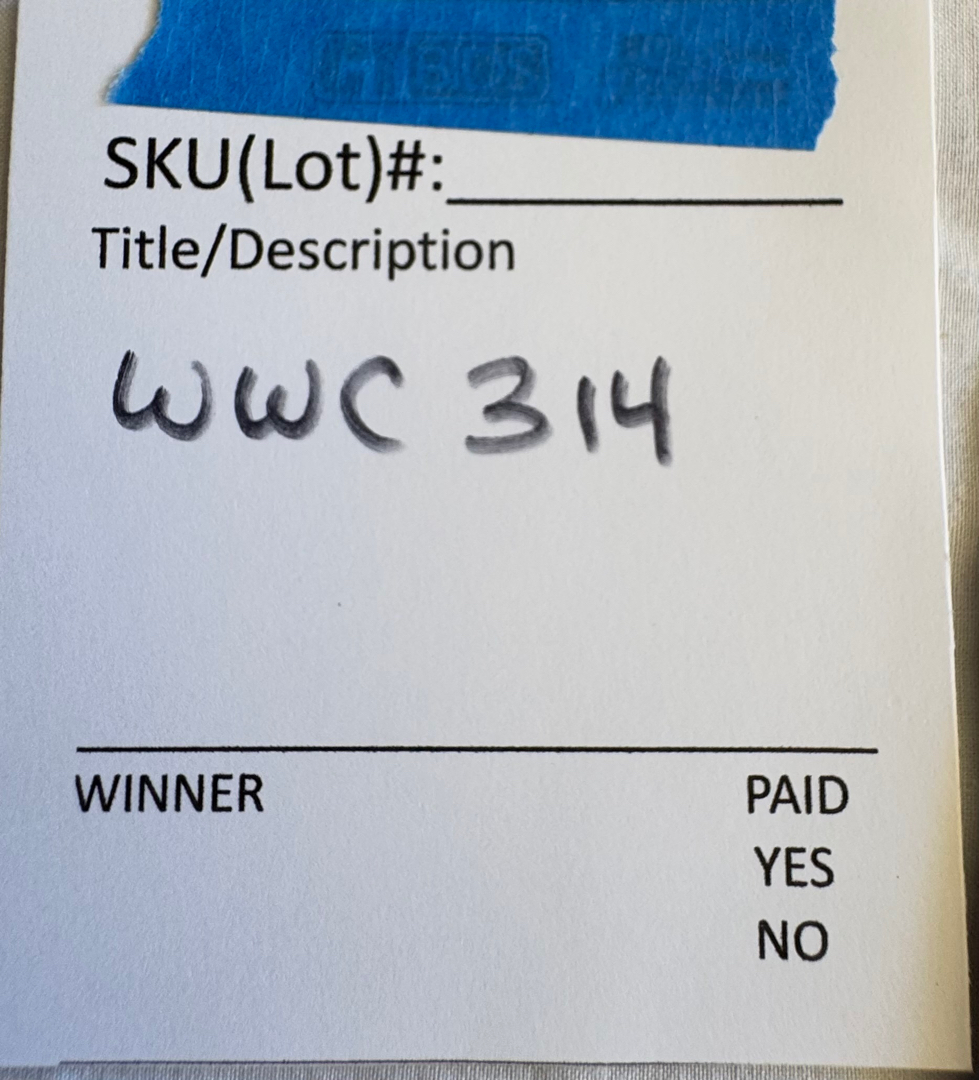 SKU(Lot)#:
Title/Description
WWC 314
WINNER PAID
YES
NO